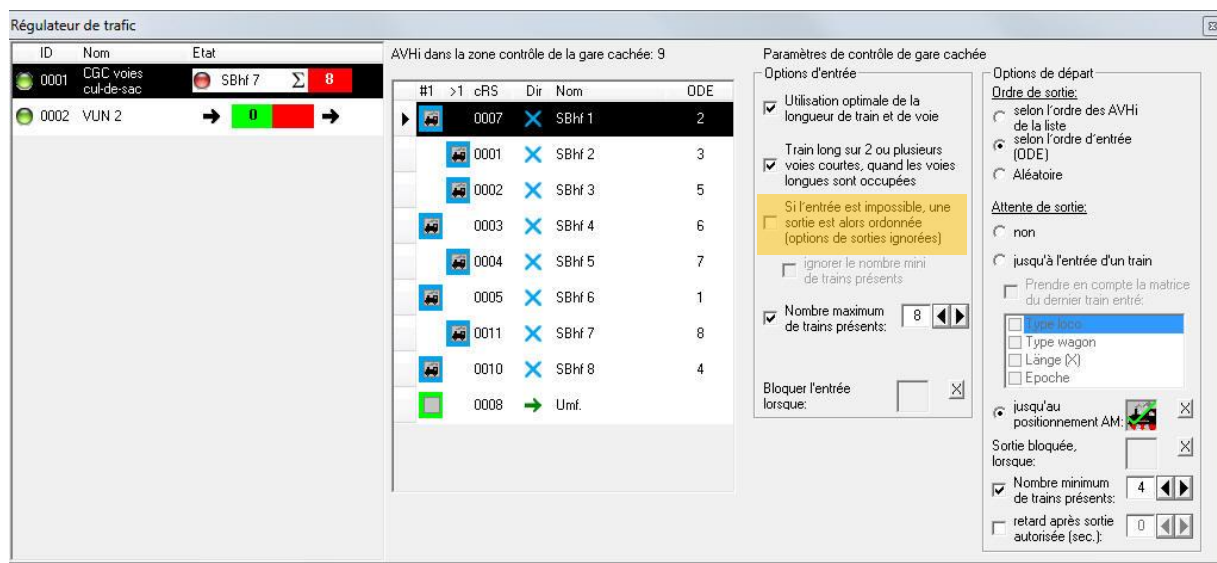 Régulateur de trafic
ID Nom Etat
0001 CGC voies cul-de-sac SBhf 7 Σ 8
0002 VUN 2 0
AVHi dans la zone contrôle de la gare cachée: 9
#1 >1 cRS Dir Nom ODE
0007 SBhf 1 2
0001 SBhf 2 3
0002 SBhf 3 5
0003 SBhf 4 6
0004 SBhf 5 7
0005 SBhf 6 1
0011 SBhf 7 8
0010 SBhf 8 4
0008 Umf.
Paramètres de contrôle de gare cachée
Options d'entrée
Utilisation optimale de la
longueur de train et de voie
Train long sur 2 ou plusieurs
voies courtes, quand les voies
longues sont occupées
Si l'entrée est impossible, une
sortie est alors ordonnée
(options de sorties ignorées)
ignorer le nombre mini
de trains présents
Nombre maximum
de trains présents: 8
Bloquer l'entrée
lorsque: X
Options de départ
Ordre de sortie:
selon l'ordre des AVHi
de la liste
selon l'ordre d'entrée
(ODE)
Aléatoire
Attente de sortie:
non
jusqu'à l'entrée d'un train
Prendre en compte la matrice
du dernier train entré:
Type loco
Type wagon
Länge (X)
Epoche
jusqu'au
positionnement AM: X
Sortie bloquée,
lorsque: X
Nombre minimum
de trains présents: 4
retard après sortie
autorisée (sec.): 0